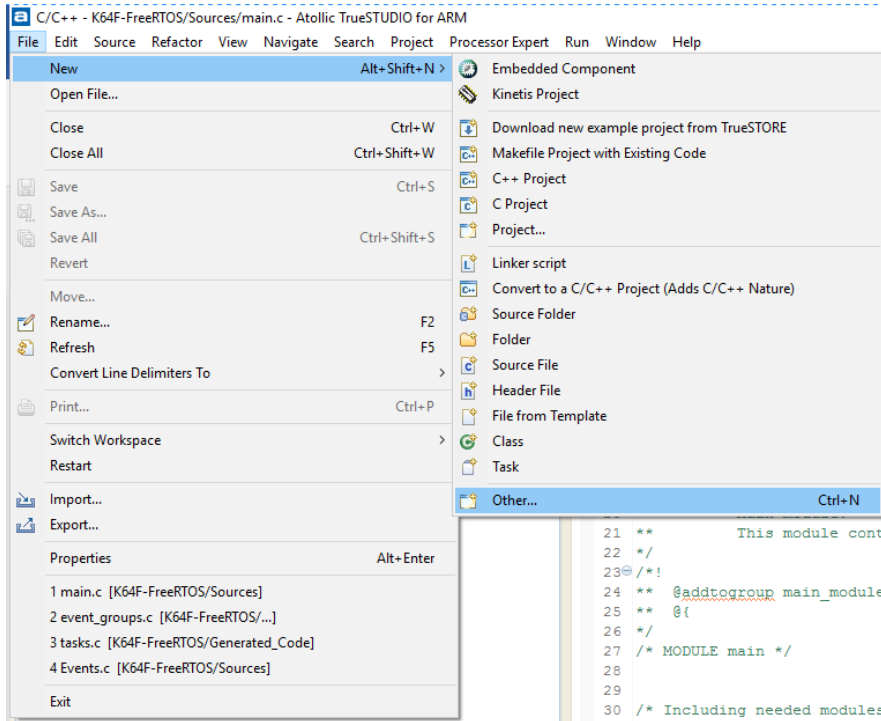 C/C++ - K64F-FreeRTOS/Sources/main.c - Atollic TrueSTUDIO for ARM
File Edit Source Refactor View Navigate Search Project Processor Expert Run Window Help
New Alt+Shift+N >
Open File...
Close Ctrl+W
Close All Ctrl+Shift+W
Save Ctrl+S
Save As...
Save All Ctrl+Shift+S
Revert
Move...
Rename... F2
Refresh F5
Convert Line Delimiters To >
Print... Ctrl+P
Switch Workspace >
Restart
Import...
Export...
Properties Alt+Enter
1 main.c [K64F-FreeRTOS/Sources]
2 event_groups.c [K64F-FreeRTOS/...]
3 tasks.c [K64F-FreeRTOS/Generated_Code]
4 Events.c [K64F-FreeRTOS/Sources]
Exit
Embedded Component
Kinetis Project
Download new example project from TrueSTORE
Makefile Project with Existing Code
C++ Project
C Project
Project...
Linker script
Convert to a C/C++ Project (Adds C/C++ Nature)
Source Folder
Folder
Source File
Header File
File from Template
Class
Task
Other... Ctrl+N
21 ** This module cont
22 */
23 /*!
24 ** @addtogroup main_module
25 ** @{
26 */
27 /* MODULE main */
28
29
30 /* Including needed modules